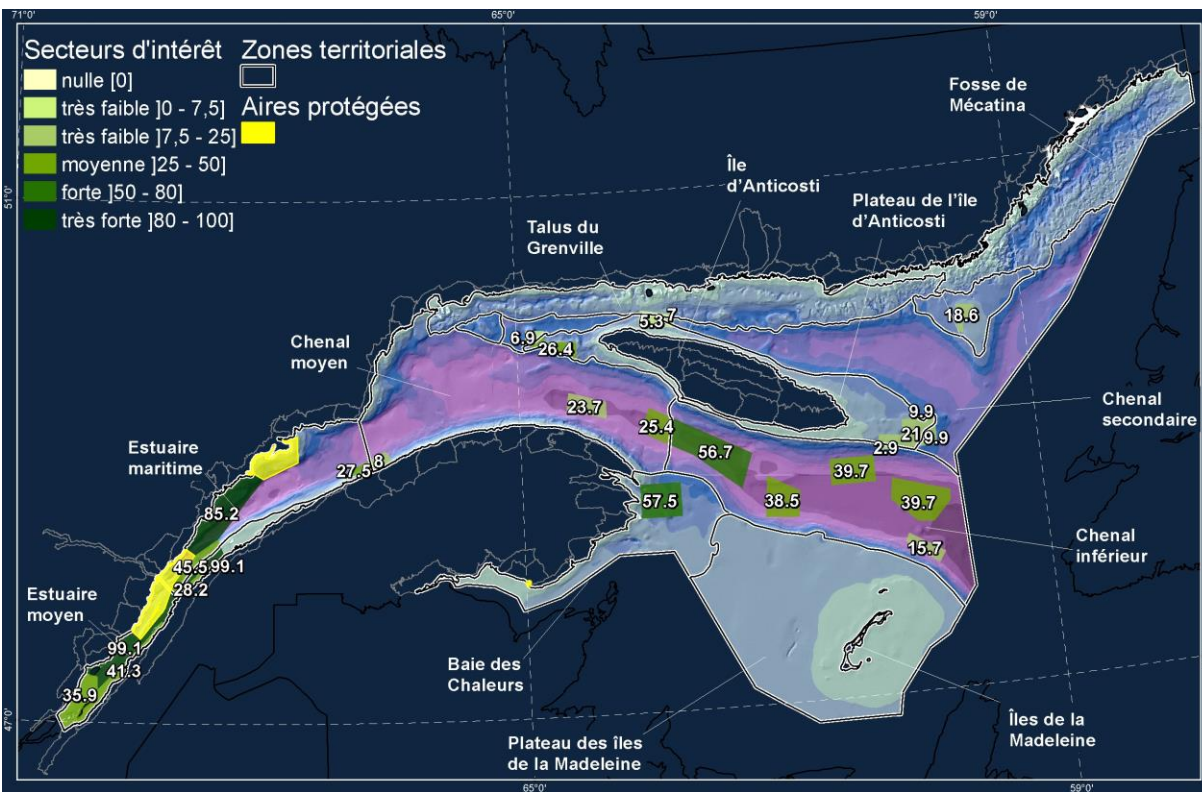 71°0'
65°0'
59°0'
Secteurs d'intérêt
nulle [0]
très faible ]0 - 7,5]
très faible ]7,5 - 25]
moyenne ]25 - 50]
forte ]50 - 80]
très forte ]80 - 100]
Zones territoriales
Aires protégées
51°0'
47°0'
Fosse de
Mécatina
Île
d'Anticosti
Plateau de l'île
d'Anticosti
Talus du
Grenville
Chenal
moyen
Estuaire
maritime
Estuaire
moyen
Chenal
secondaire
Chenal
inférieur
Baie des
Chaleurs
Plateau des îles
de la Madeleine
Îles de la
Madeleine
7
5.3
18.6
6.9
26.4
23.7
25.4
56.7
9.9
21
9.9
2.9
39.7
38.5
39.7
15.7
57.5
27.5
8
85.2
45.5
99.1
28.2
99.1
41.3
35.9
65°0'
59°0'